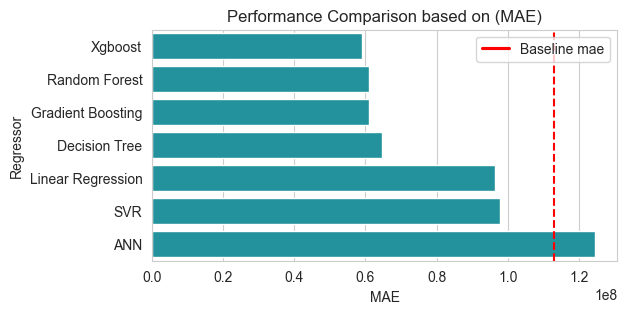 Performance Comparison based on (MAE)
Baseline mae
Regressor
Xgboost
Random Forest
Gradient Boosting
Decision Tree
Linear Regression
SVR
ANN
0.0 0.2 0.4 0.6 0.8 1.0 1.2
1e8
MAE